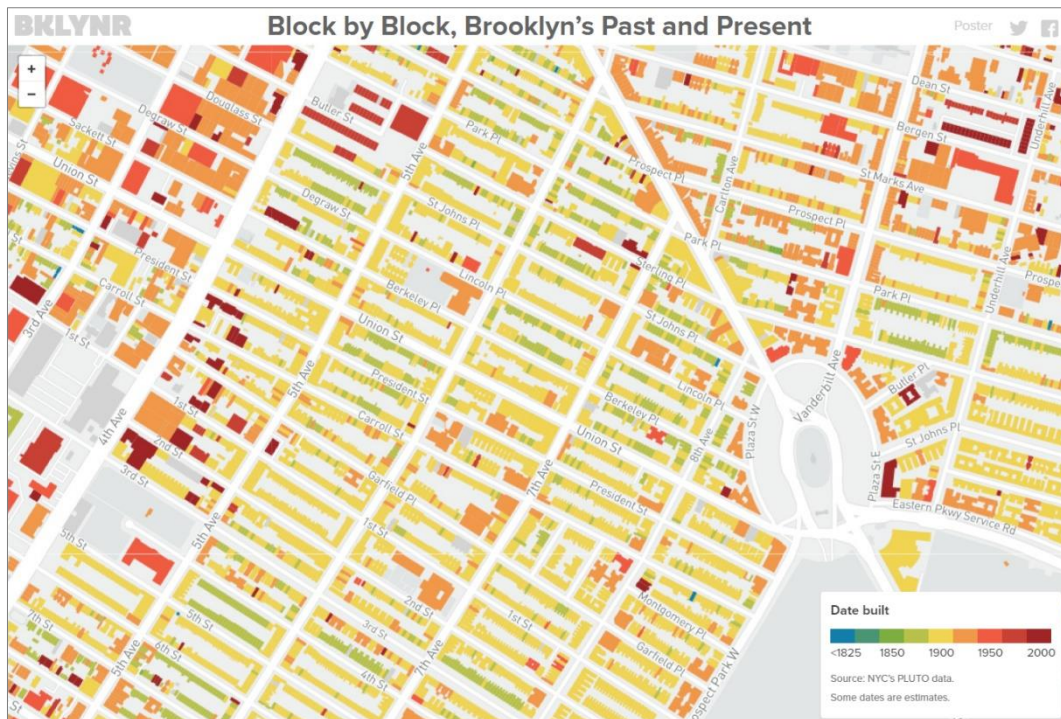 BKLYNR
Block by Block, Brooklyn's Past and Present
Poster
+
−
Butler St
Douglass St
Degraw St
Sackett St
Union St
President St
Carroll St
1st St
3rd Ave
4th Ave
5th Ave
Park Pl
Degraw St
St Johns Pl
Lincoln Pl
Berkeley Pl
Union St
President St
Carroll St
Garfield Pl
5th Ave
7th Ave
Prospect Pl
Carlton Ave
Park Pl
Sterling Pl
St Johns Pl
Lincoln Pl
Berkeley Pl
Union St
President St
8th Ave
Dean St
Bergen St
St Marks Ave
Underhill Ave
Prospect Pl
Park Pl
Underhill Ave
Vanderbilt Ave
Plaza St W
Plaza St E
Butler Pl
St Johns Pl
Eastern Pkwy Service Rd
1st St
2nd St
3rd St
5th St
5th Ave
7th St
5th St
6th St
5th Ave
1st St
2nd St
3rd St
4th St
7th Ave
1st St
Montgomery Pl
Garfield Pl
Prospect Park W
Date built
<1825 1850 1900 1950 2000
Source: NYC's PLUTO data.
Some dates are estimates.